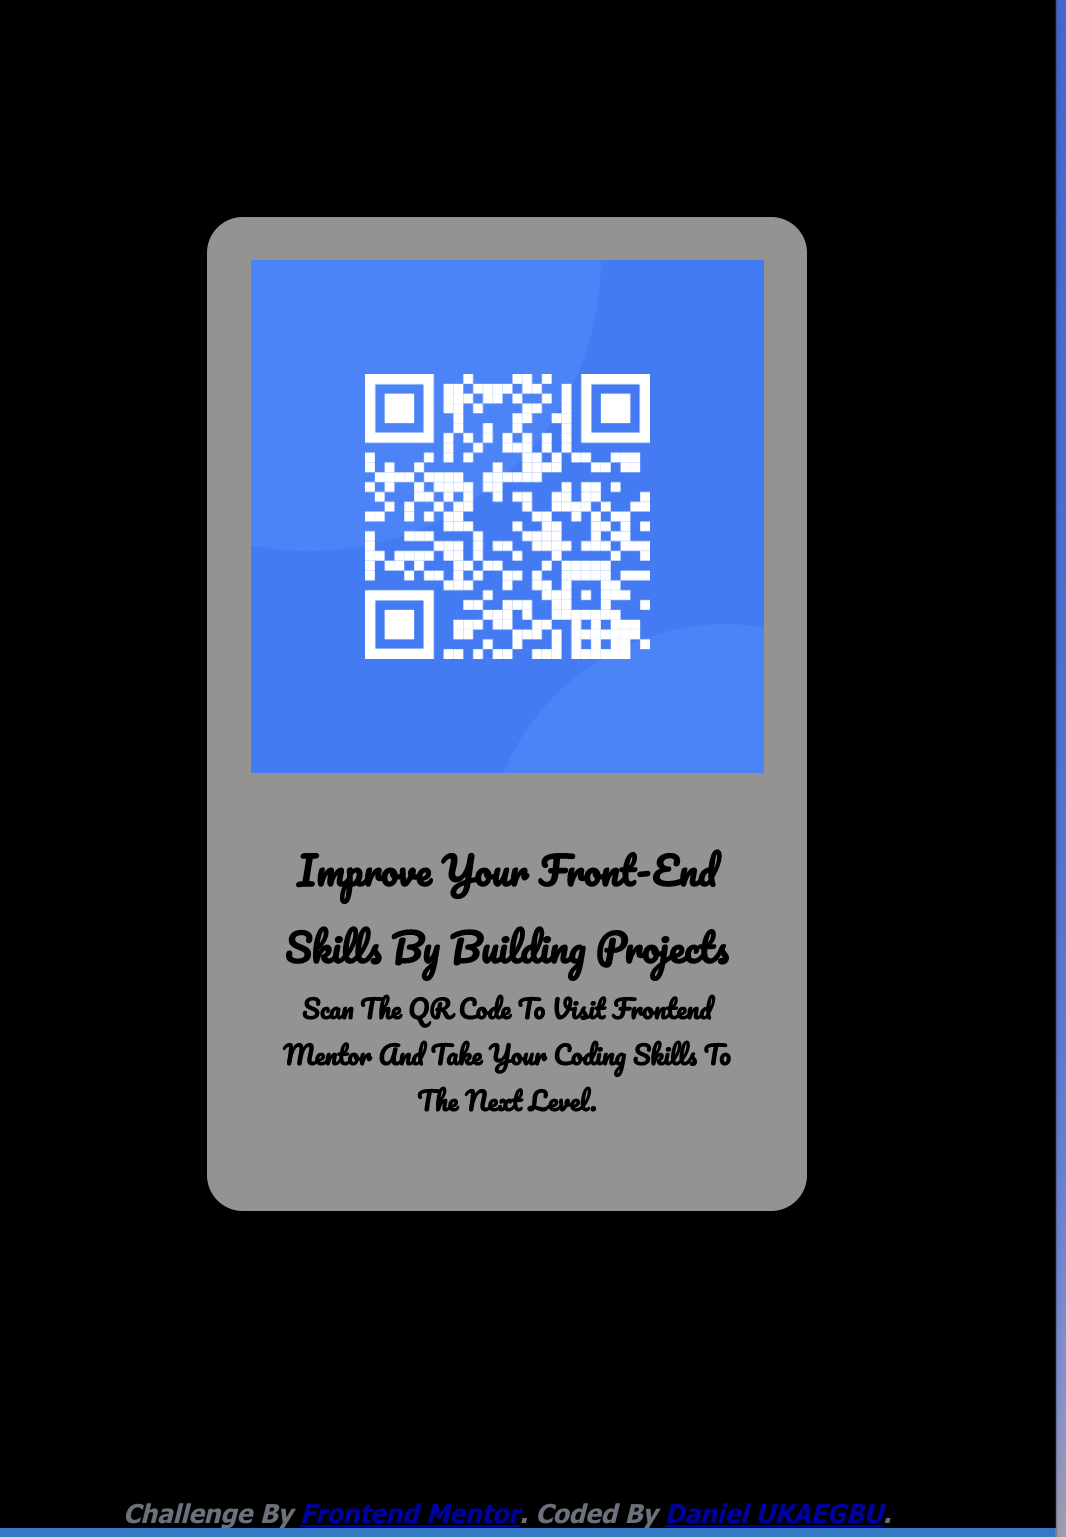 Improve Your Front-End
Skills By Building Projects
Scan The QR Code To Visit Frontend
Mentor And Take Your Coding Skills To
The Next Level.
Challenge By Frontend Mentor. Coded By Daniel UKAEGBU.